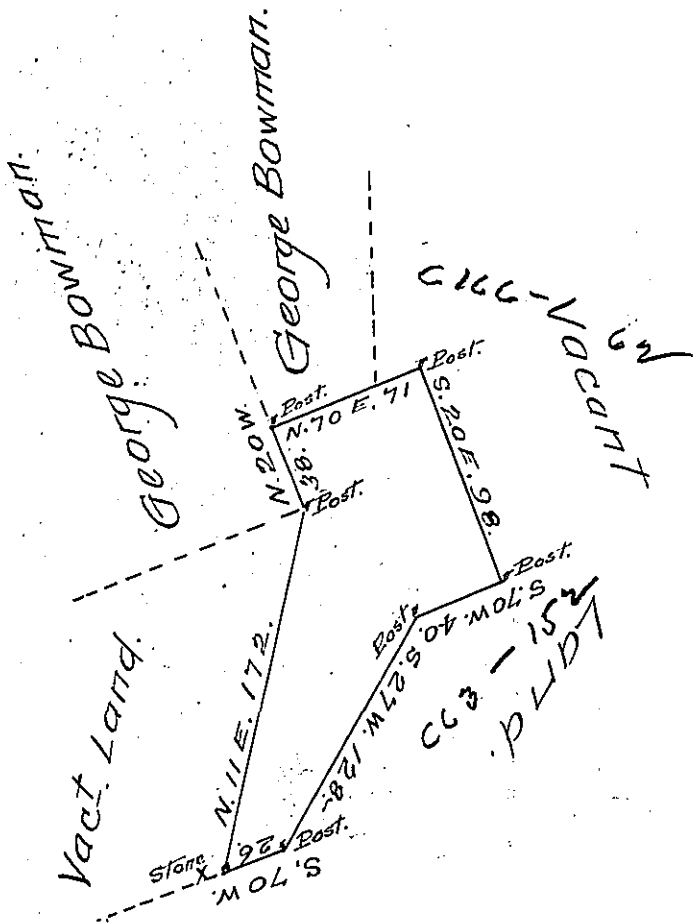 George Bowman.
George Bowman.
Vact. Land.
N. 20 W.
38.
Post.
N. 70 E. 71
Post.
Post.
S. 20 E. 98.
Post.
S. 70 W. 40.
Post
S. 27 W. 128.
Post.
S. 70 W.
26.
Stone
X
N. 11 E. 172.
Vacant
Land.